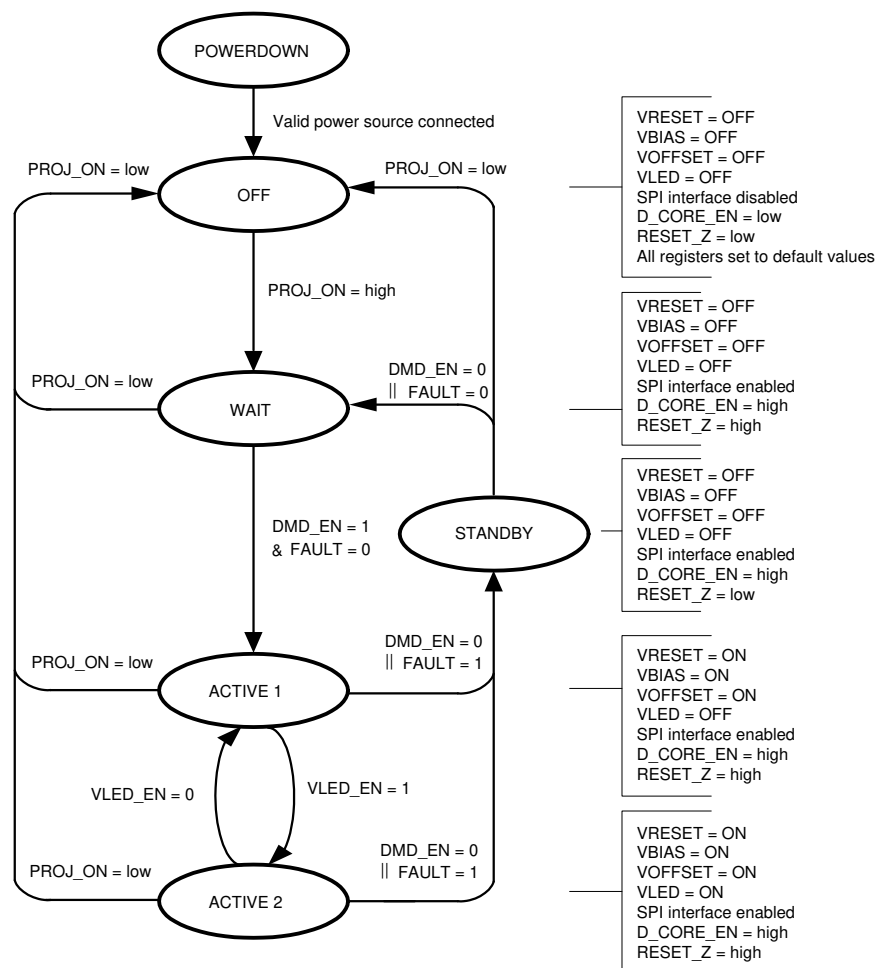 POWERDOWN
Valid power source connected
PROJ_ON = low
OFF
PROJ_ON = low
VRESET = OFF
VBIAS = OFF
VOFFSET = OFF
VLED = OFF
SPI interface disabled
D_CORE_EN = low
RESET_Z = low
All registers set to default values
PROJ_ON = high
PROJ_ON = low
WAIT
DMD_EN = 0
|| FAULT = 0
VRESET = OFF
VBIAS = OFF
VOFFSET = OFF
VLED = OFF
SPI interface enabled
D_CORE_EN = high
RESET_Z = high
DMD_EN = 1
& FAULT = 0
STANDBY
VRESET = OFF
VBIAS = OFF
VOFFSET = OFF
VLED = OFF
SPI interface enabled
D_CORE_EN = high
RESET_Z = low
PROJ_ON = low
ACTIVE 1
DMD_EN = 0
|| FAULT = 1
VRESET = ON
VBIAS = ON
VOFFSET = ON
VLED = OFF
SPI interface enabled
D_CORE_EN = high
RESET_Z = high
VLED_EN = 0
VLED_EN = 1
PROJ_ON = low
ACTIVE 2
DMD_EN = 0
|| FAULT = 1
VRESET = ON
VBIAS = ON
VOFFSET = ON
VLED = ON
SPI interface enabled
D_CORE_EN = high
RESET_Z = high